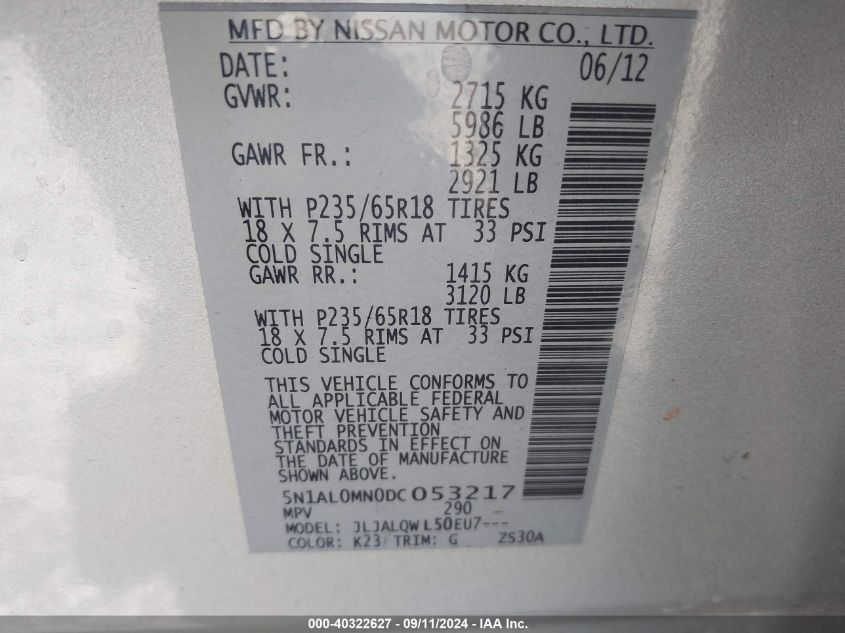 MFD BY NISSAN MOTOR CO., LTD.
DATE: 06/12
GVWR: 2715 KG
5986 LB
GAWR FR.: 1325 KG
2921 LB
WITH P235/65R18 TIRES
18 X 7.5 RIMS AT 33 PSI
COLD SINGLE
GAWR RR.: 1415 KG
3120 LB
WITH P235/65R18 TIRES
18 X 7.5 RIMS AT 33 PSI
COLD SINGLE
THIS VEHICLE CONFORMS TO
ALL APPLICABLE FEDERAL
MOTOR VEHICLE SAFETY AND
THEFT PREVENTION
STANDARDS IN EFFECT ON
THE DATE OF MANUFACTURE
SHOWN ABOVE.
5N1AL0MN0DC053217
MPV 290
MODEL: JLJALQWL50EU7---
COLOR: K23 TRIM: G ZS30A
000-40322627 - 09/11/2024 - IAA Inc.